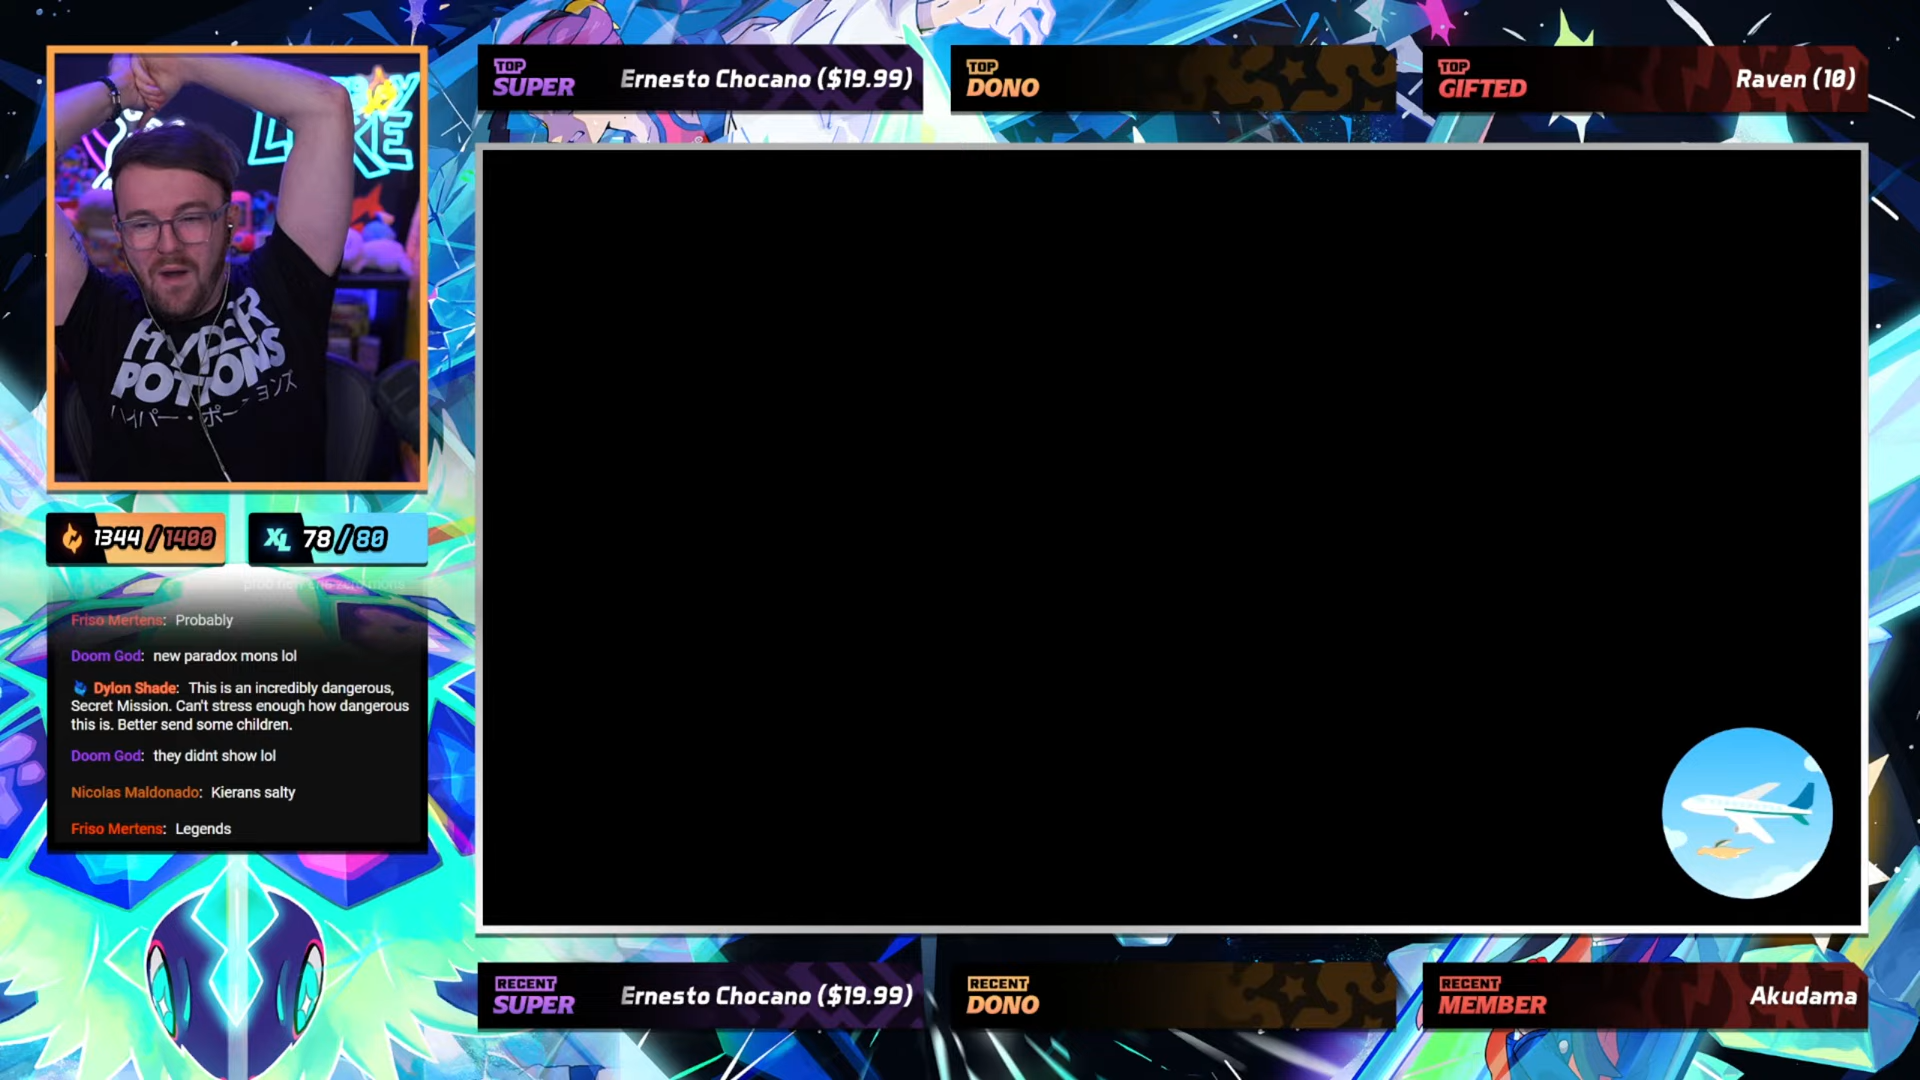 TOP
SUPER
Ernesto Chocano ($19.99)
TOP
DONO
TOP
GIFTED
Raven (10)
HYPER
POTIONS
ハイパー・ポーションズ
1344 / 1400
XL 78 / 80
Friso Mertens: Probably
Doom God: new paradox mons lol
Dylon Shade: This is an incredibly dangerous,
Secret Mission. Can't stress enough how dangerous
this is. Better send some children.
Doom God: they didnt show lol
Nicolas Maldonado: Kierans salty
Friso Mertens: Legends
RECENT
SUPER
Ernesto Chocano ($19.99)
RECENT
DONO
RECENT
MEMBER
Akudama